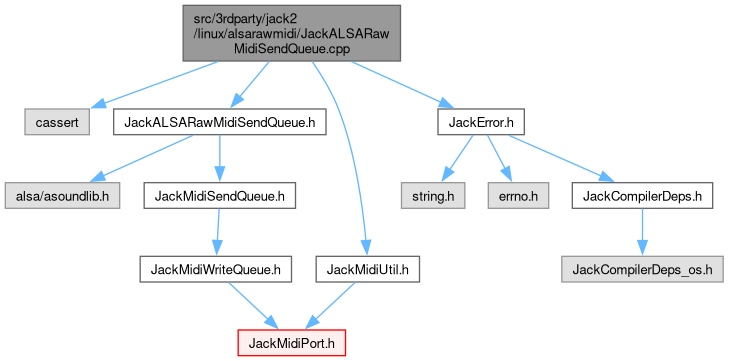 src/3rdparty/jack2
/linux/alsarawmidi/JackALSARaw
MidiSendQueue.cpp
cassert
JackALSARawMidiSendQueue.h
JackError.h
alsa/asoundlib.h
JackMidiSendQueue.h
string.h
errno.h
JackCompilerDeps.h
JackMidiWriteQueue.h
JackMidiUtil.h
JackCompilerDeps_os.h
JackMidiPort.h